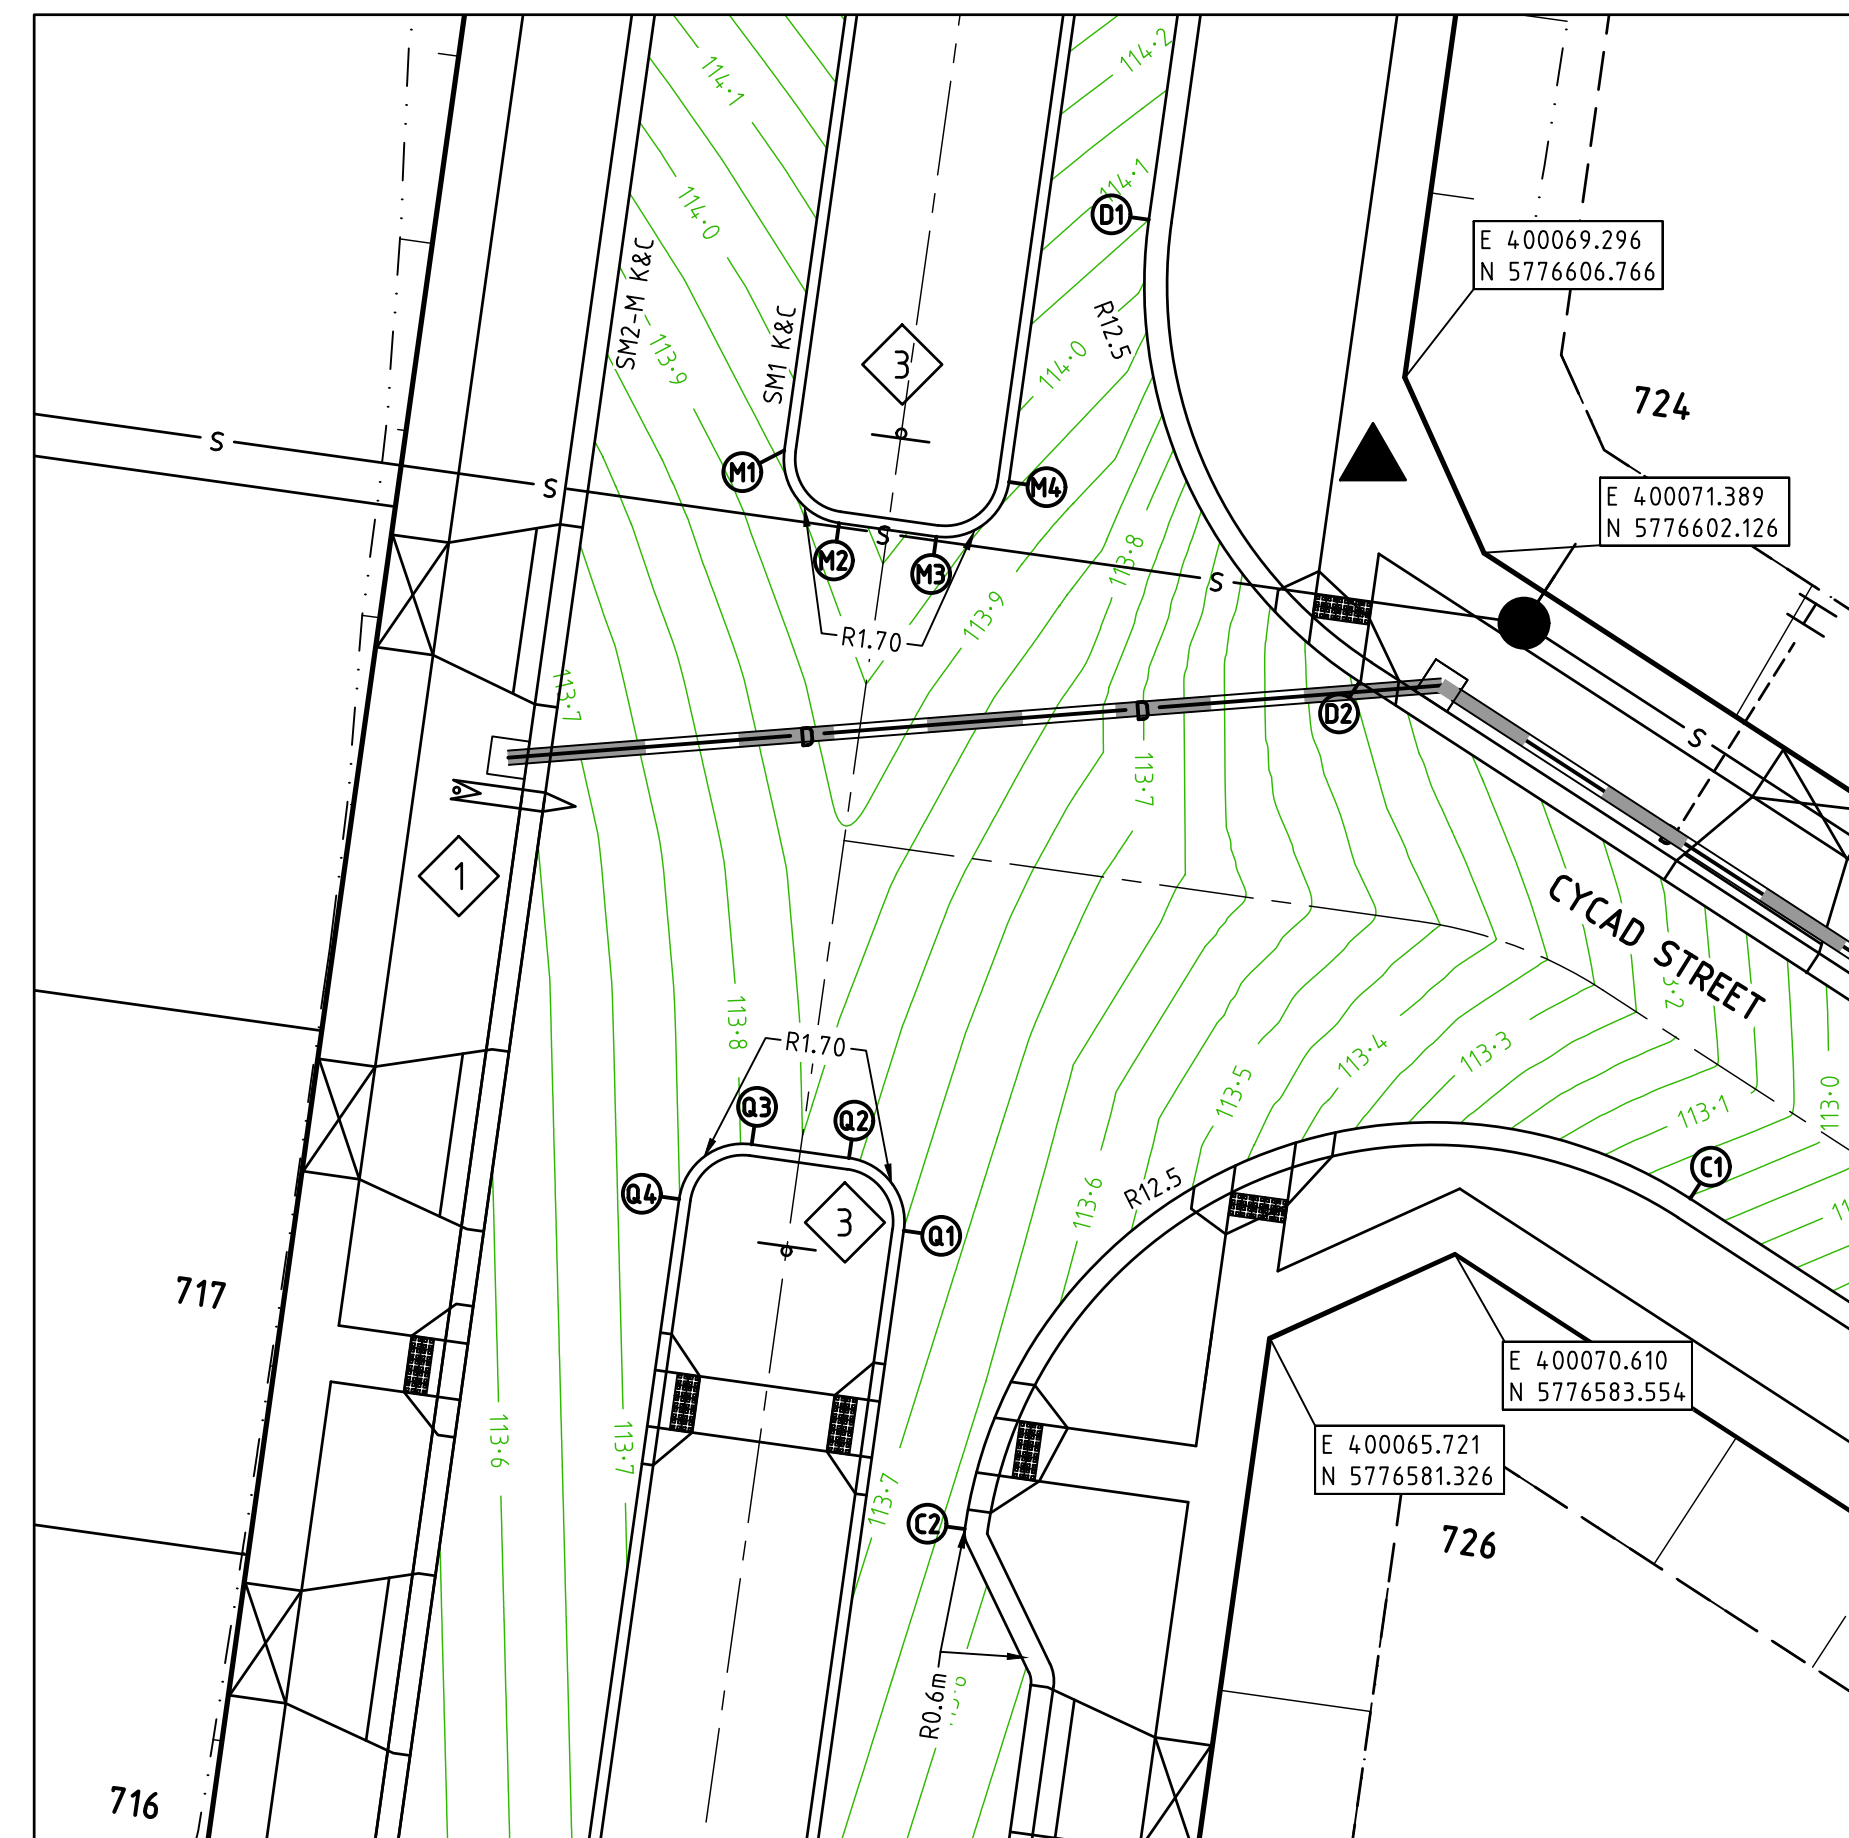 114·2
114·1
114·0
114·1
SM2-M K&C
113·9
SM1 K&C
3
D1
R12.5
114·0
E 400069.296
N 5776606.766
724
S
S
S
S
M1
M2
M3
M4
E 400071.389
N 5776602.126
113·8
113·9
R1.70
113·7
D
D
D2
S
113·7
1
CYCAD STREET
113·8
R1.70
Q3
Q2
Q4
Q1
3
113·5
113·4
113·3
113·1
113·0
C1
R12.5
113·6
717
E 400070.610
N 5776583.554
E 400065.721
N 5776581.326
113·6
113·7
113·7
C2
726
R0.6m
716